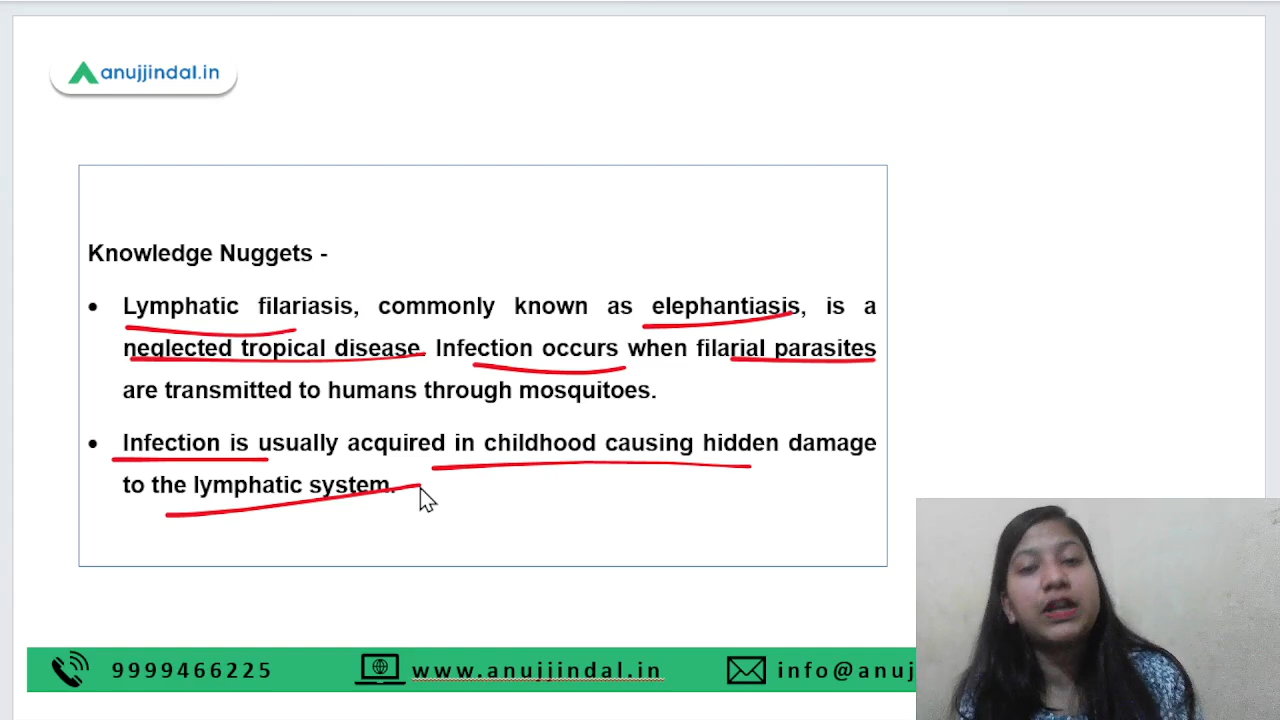 anujjindal.in
Knowledge Nuggets -
• Lymphatic filariasis, commonly known as elephantiasis, is a
neglected tropical disease. Infection occurs when filarial parasites
are transmitted to humans through mosquitoes.
• Infection is usually acquired in childhood causing hidden damage
to the lymphatic system.
9999466225 www.anujjindal.in info@anuj